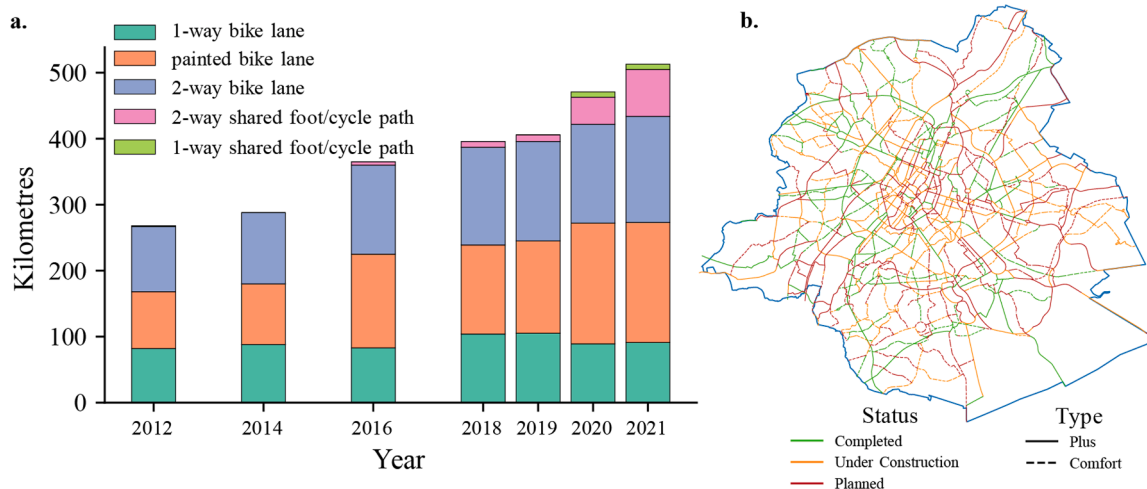 a.
1-way bike lane
painted bike lane
2-way bike lane
2-way shared foot/cycle path
1-way shared foot/cycle path
Kilometres
500
400
300
200
100
0
2012 2014 2016 2018 2019 2020 2021
Year
b.
Status
Completed
Under Construction
Planned
Type
Plus
Comfort